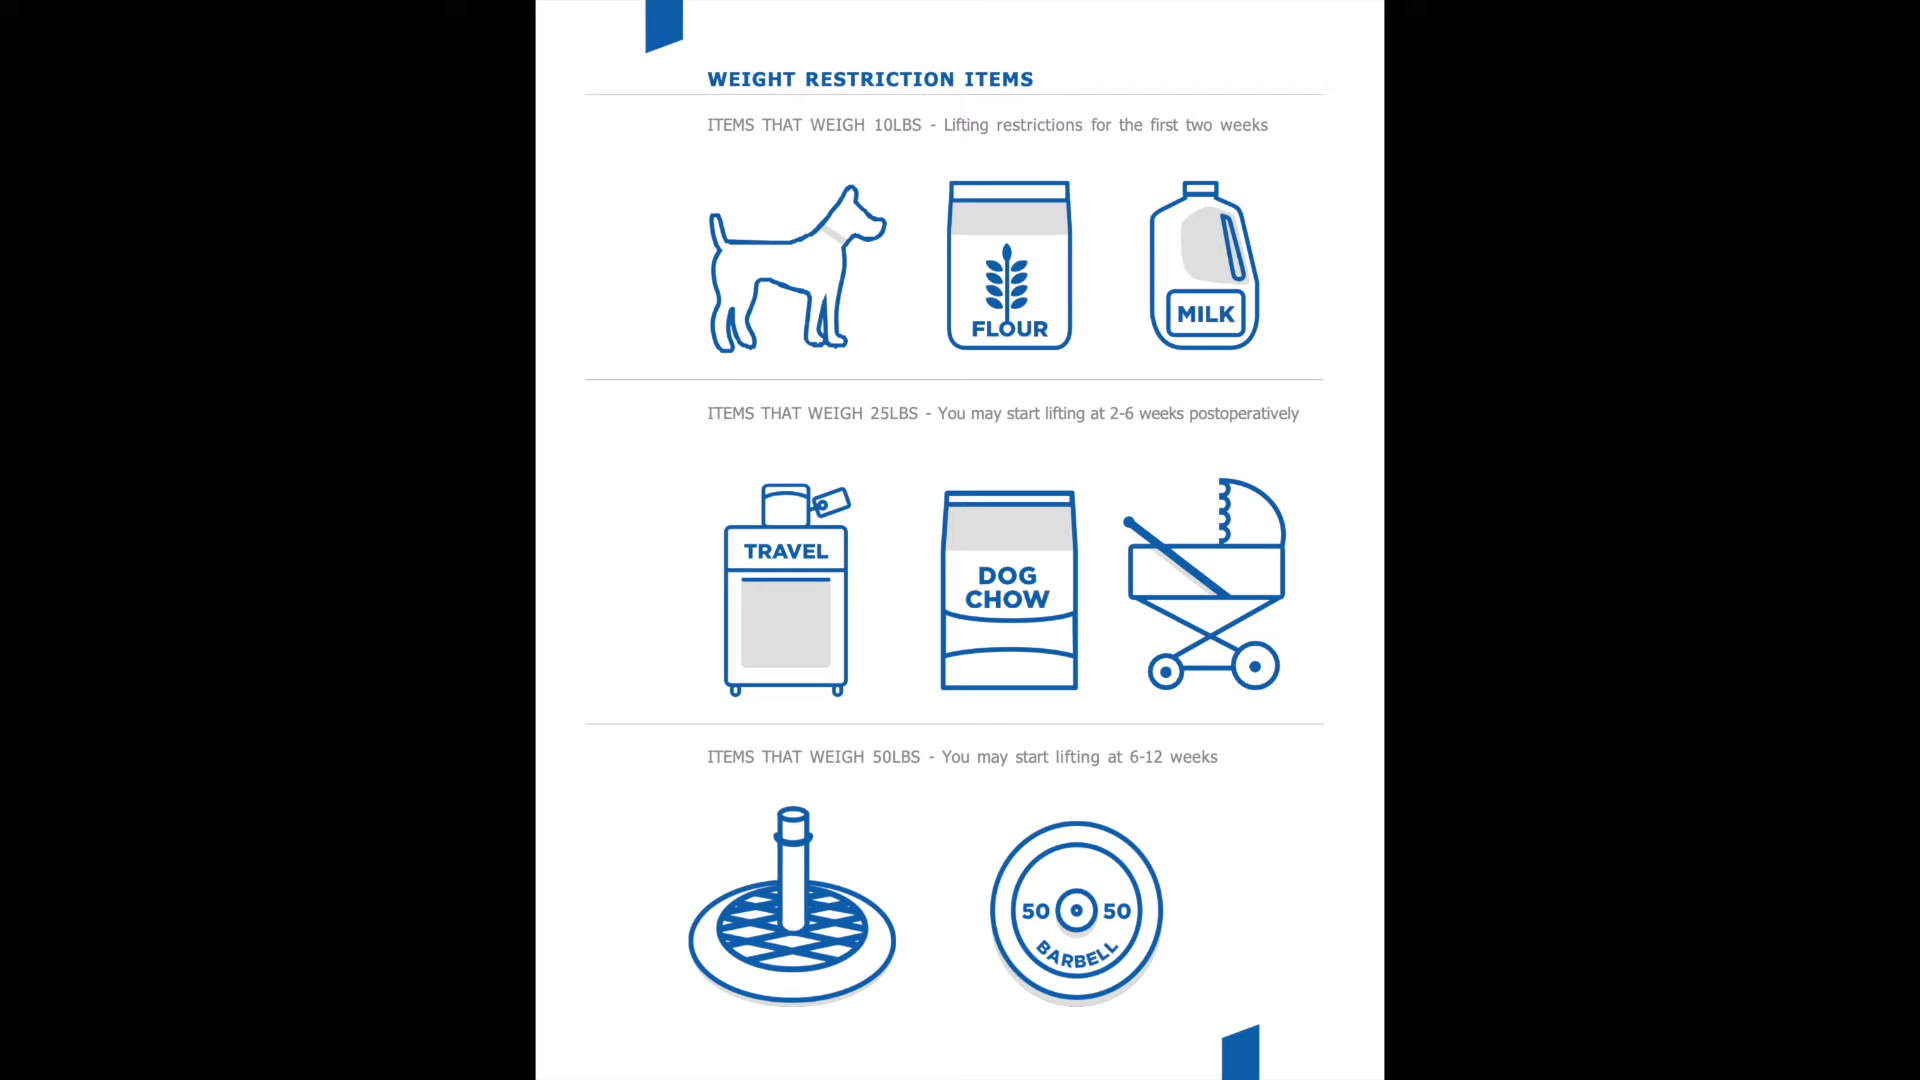 WEIGHT RESTRICTION ITEMS
ITEMS THAT WEIGH 10LBS - Lifting restrictions for the first two weeks
FLOUR
MILK
ITEMS THAT WEIGH 25LBS - You may start lifting at 2-6 weeks postoperatively
TRAVEL
DOG
CHOW
ITEMS THAT WEIGH 50LBS - You may start lifting at 6-12 weeks
50 50
BARBELL